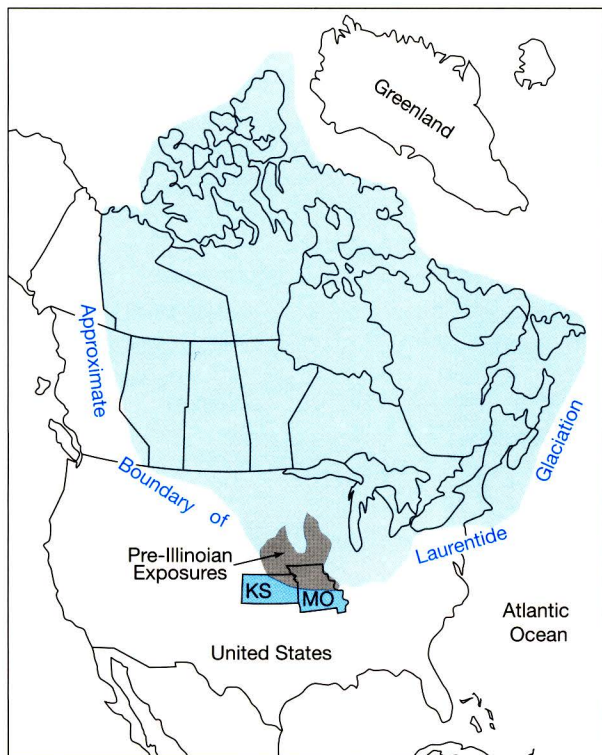 Greenland
Approximate
Boundary of
Laurentide
Glaciation
Pre-Illinoian
Exposures
KS
MO
United States
Atlantic
Ocean